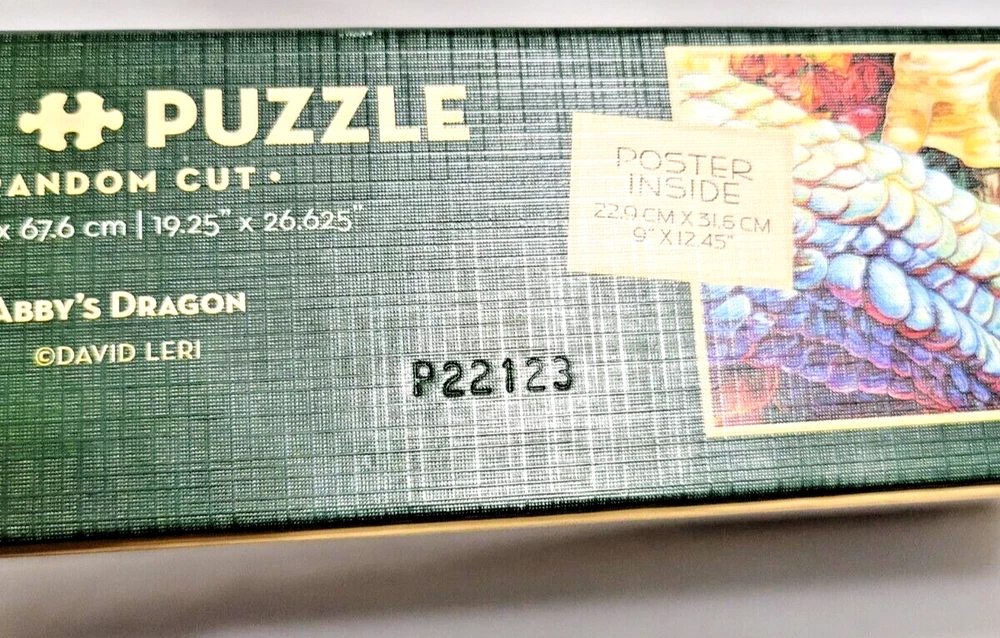 PUZZLE
RANDOM CUT •
x 67.6 cm | 19.25" x 26.625"
ABBY'S DRAGON
©DAVID LERI
P22123
POSTER
INSIDE
22.9 CM X 31.6 CM
9" X 12.45"